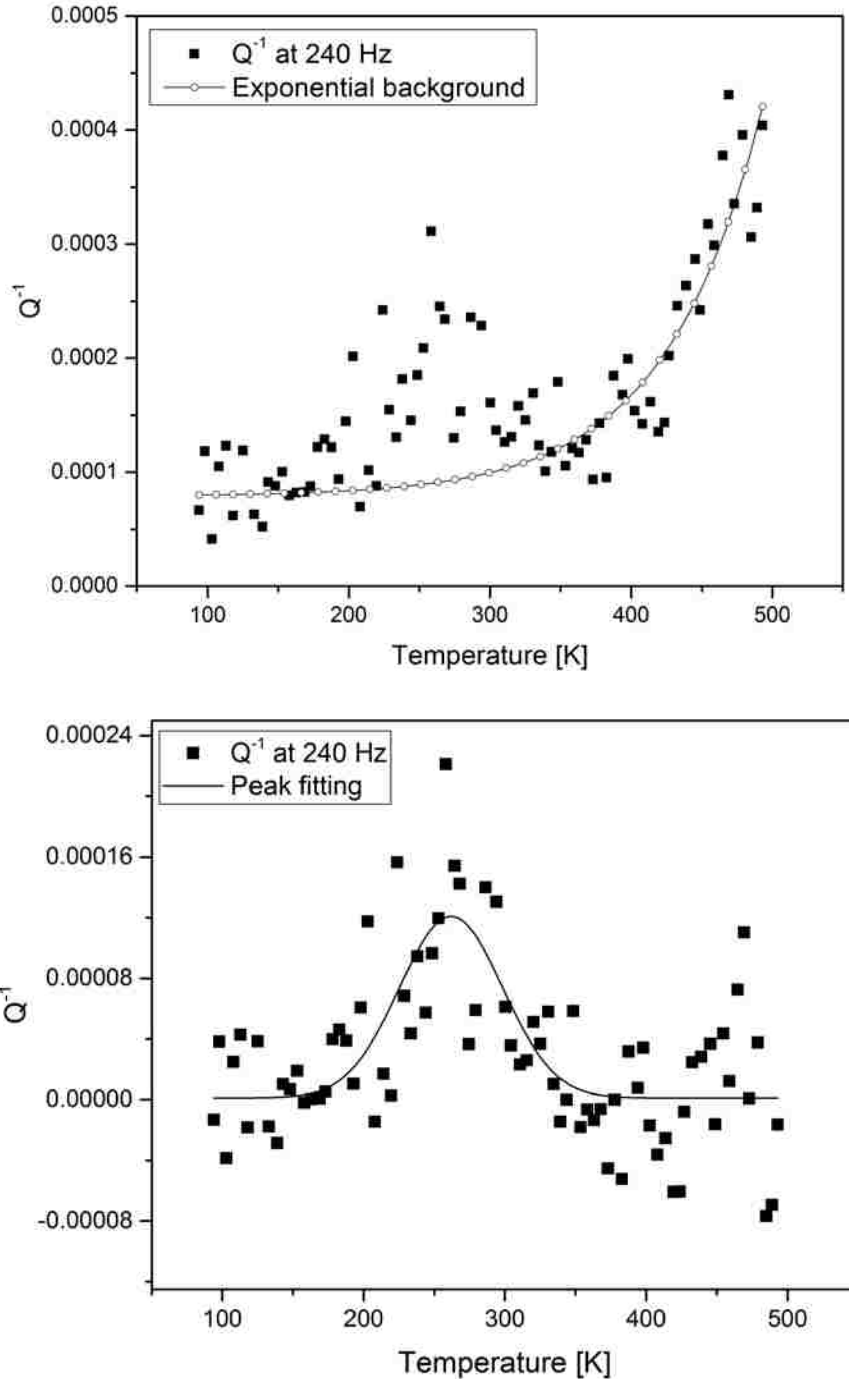 0.0005
Q⁻¹ at 240 Hz
Exponential background
0.0004
0.0003
Q⁻¹
0.0002
0.0001
0.0000
100 200 300 400 500
Temperature [K]
0.00024
Q⁻¹ at 240 Hz
Peak fitting
0.00016
0.00008
Q⁻¹
0.00000
-0.00008
100 200 300 400 500
Temperature [K]